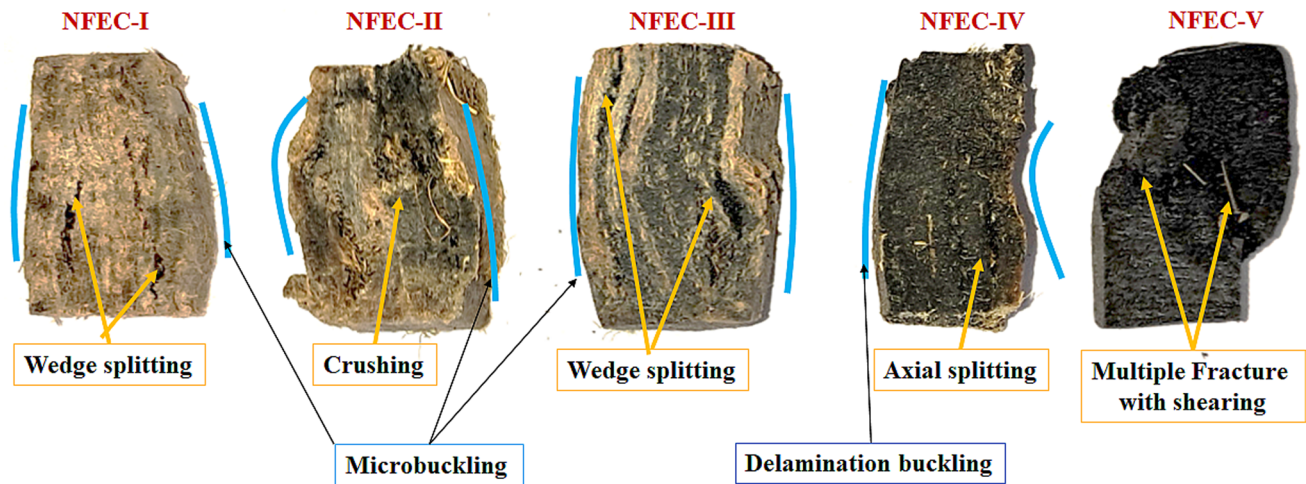 NFEC-I
NFEC-II
NFEC-III
NFEC-IV
NFEC-V
Wedge splitting
Crushing
Wedge splitting
Axial splitting
Multiple Fracture
with shearing
Microbuckling
Delamination buckling